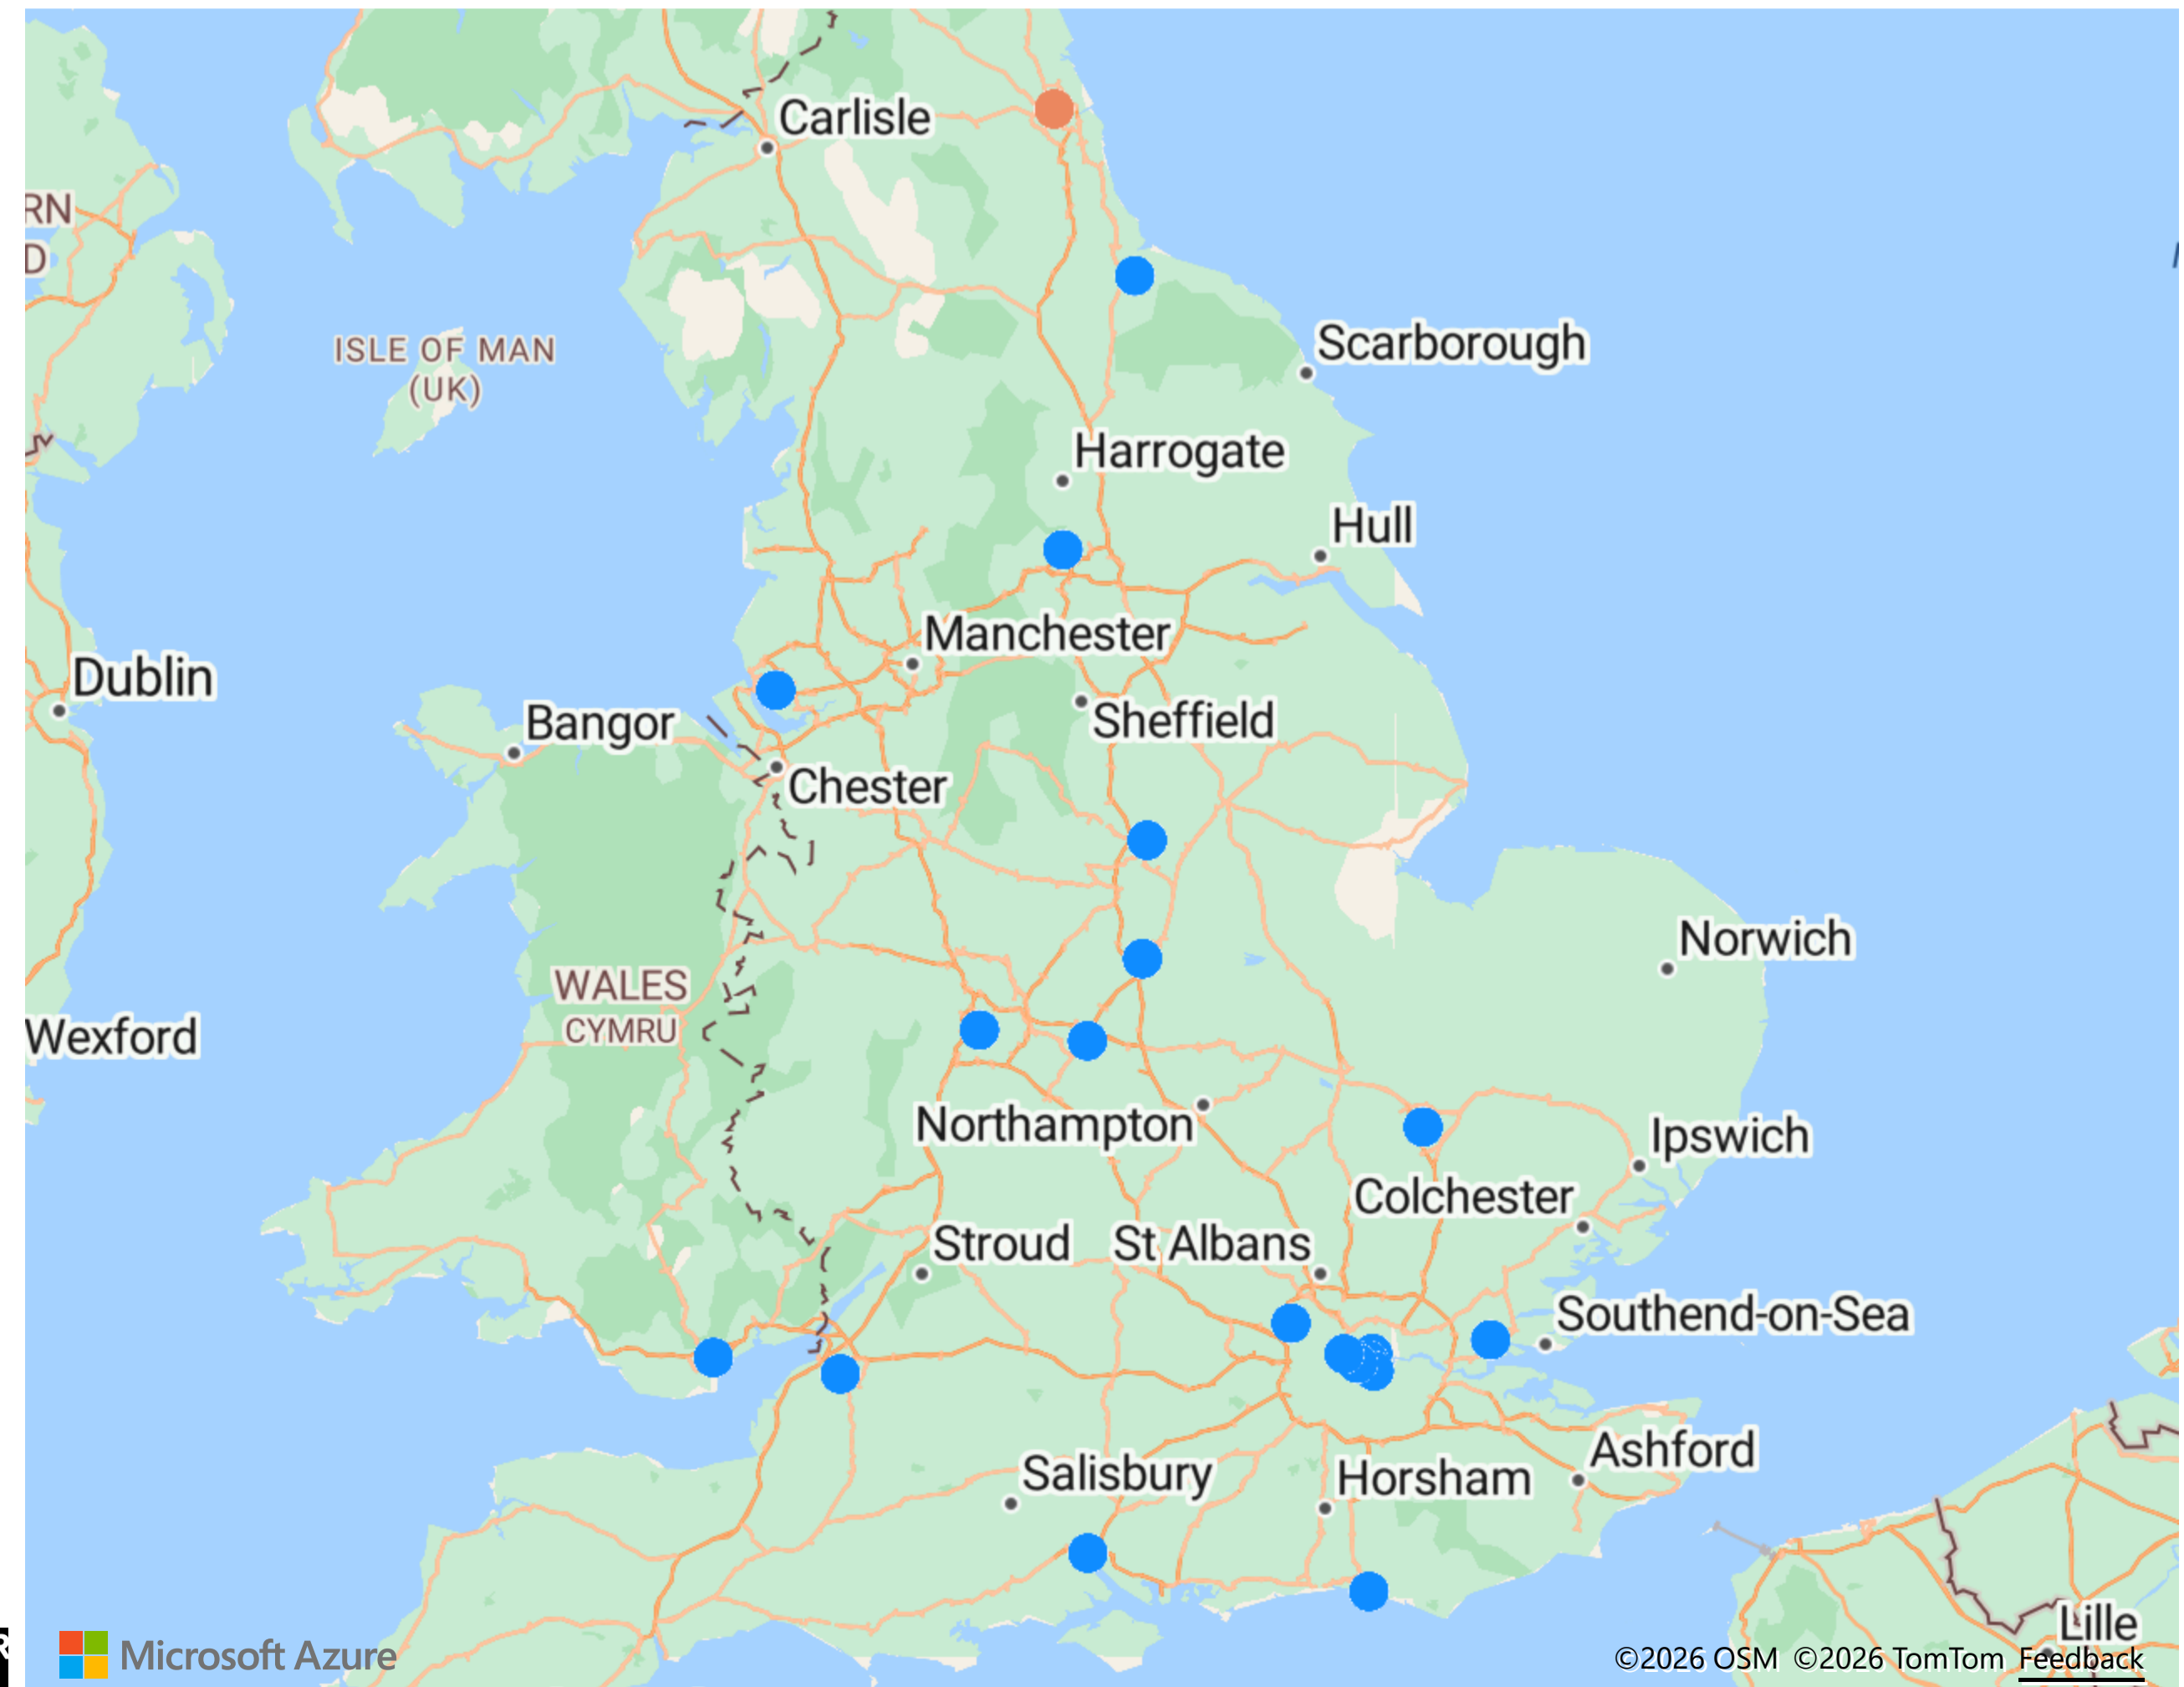 Carlisle
RN
D
ISLE OF MAN
(UK)
Scarborough
Harrogate
Hull
Manchester
Dublin
Bangor
Sheffield
Chester
Norwich
WALES
CYMRU
Wexford
Northampton
Ipswich
Colchester
Stroud
St Albans
Southend-on-Sea
Ashford
Salisbury
Horsham
Lille
Microsoft Azure
©2026 OSM ©2026 TomTom Feedback